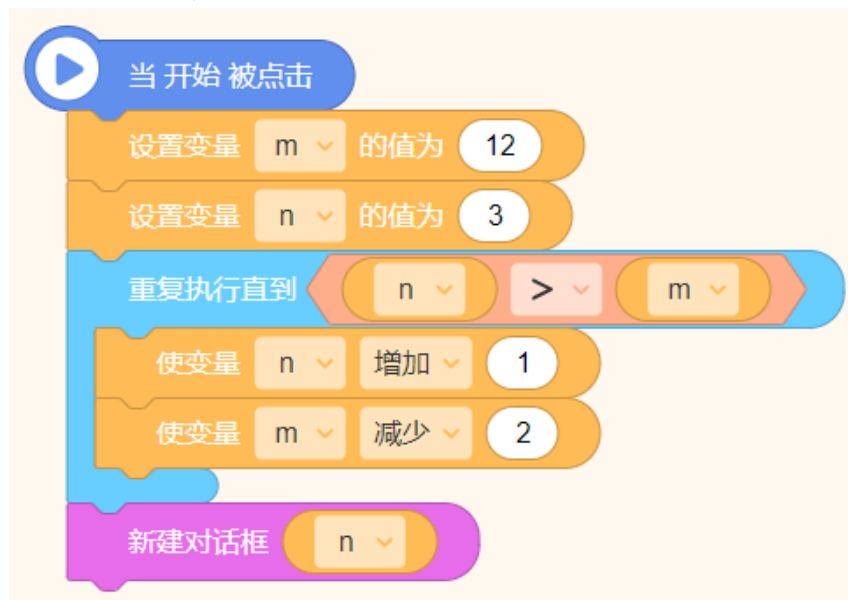 当 开始 被点击
设置变量 m 的值为 12
设置变量 n 的值为 3
重复执行直到 n > m
使变量 n 增加 1
使变量 m 减少 2
新建对话框 n